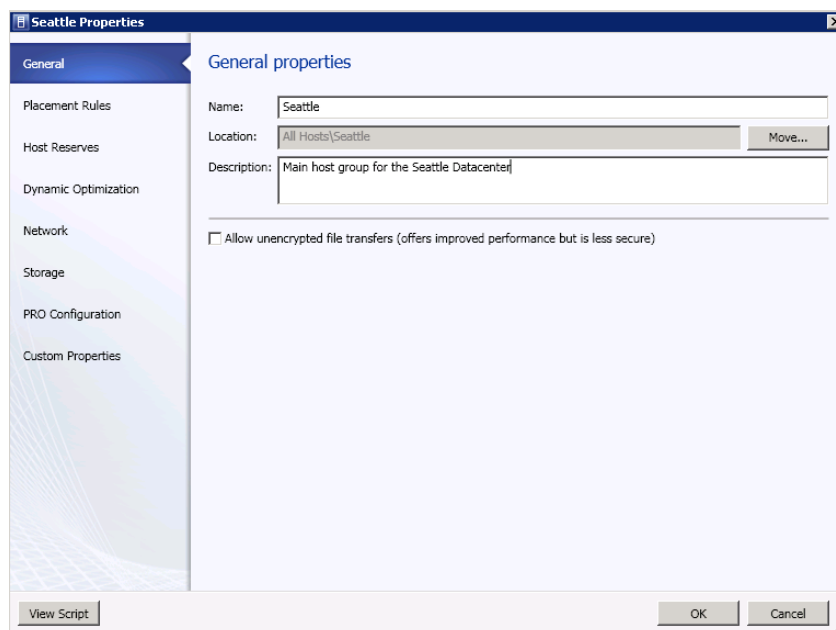 Seattle Properties
General
Placement Rules
Host Reserves
Dynamic Optimization
Network
Storage
PRO Configuration
Custom Properties
General properties
Name: Seattle
Location: All Hosts\Seattle Move...
Description: Main host group for the Seattle Datacenter
Allow unencrypted file transfers (offers improved performance but is less secure)
View Script OK Cancel